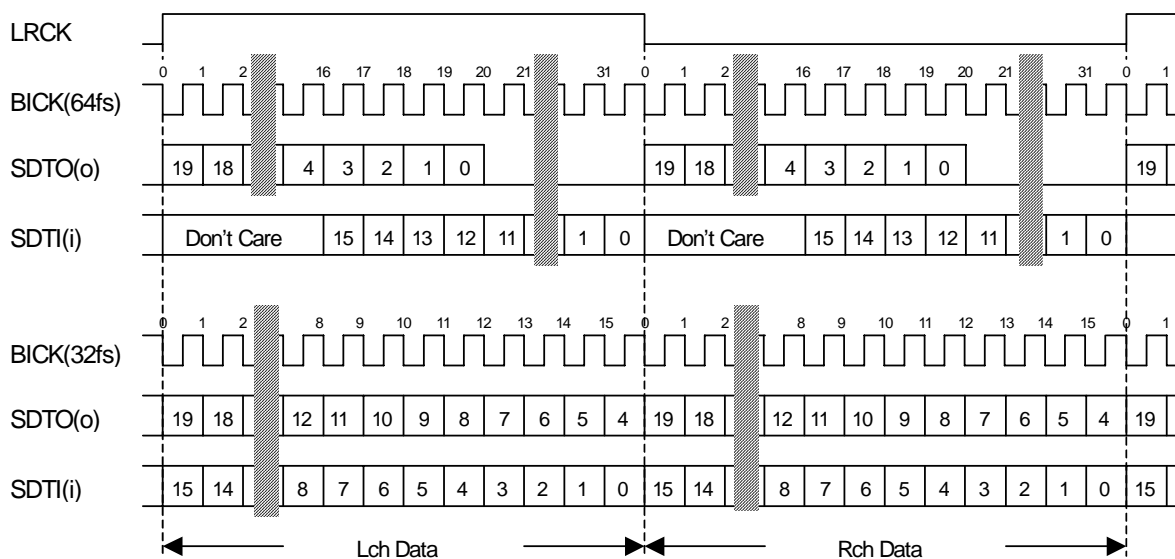 LRCK
0 1 2 16 17 18 19 20 21 31 0 1 2 16 17 18 19 20 21 31 0 1
BICK(64fs)
SDTO(o) 19 18 4 3 2 1 0 19 18 4 3 2 1 0 19
SDTI(i) Don't Care 15 14 13 12 11 1 0 Don't Care 15 14 13 12 11 1 0
0 1 2 8 9 10 11 12 13 14 15 0 1 2 8 9 10 11 12 13 14 15 0 1
BICK(32fs)
SDTO(o) 19 18 12 11 10 9 8 7 6 5 4 19 18 12 11 10 9 8 7 6 5 4 19
SDTI(i) 15 14 8 7 6 5 4 3 2 1 0 15 14 8 7 6 5 4 3 2 1 0 15
Lch Data Rch Data